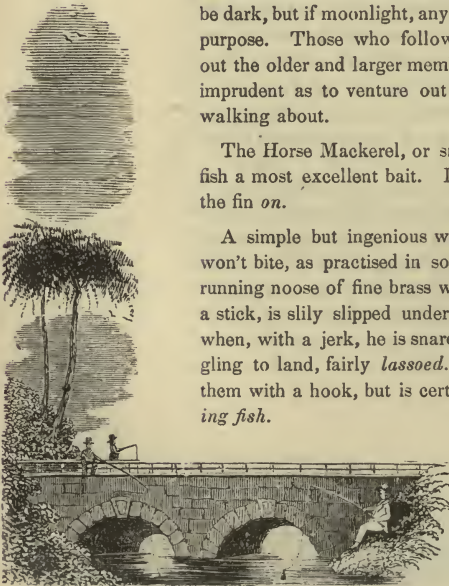 be dark, but if moonlight, any
purpose. Those who follow
out the older and larger mem
imprudent as to venture out
walking about.
The Horse Mackerel, or s
fish a most excellent bait. I
the fin on.
A simple but ingenious w
won't bite, as practised in so
running noose of fine brass w
a stick, is slily slipped under
when, with a jerk, he is snare
gling to land, fairly lassoed.
them with a hook, but is cert
ing fish.